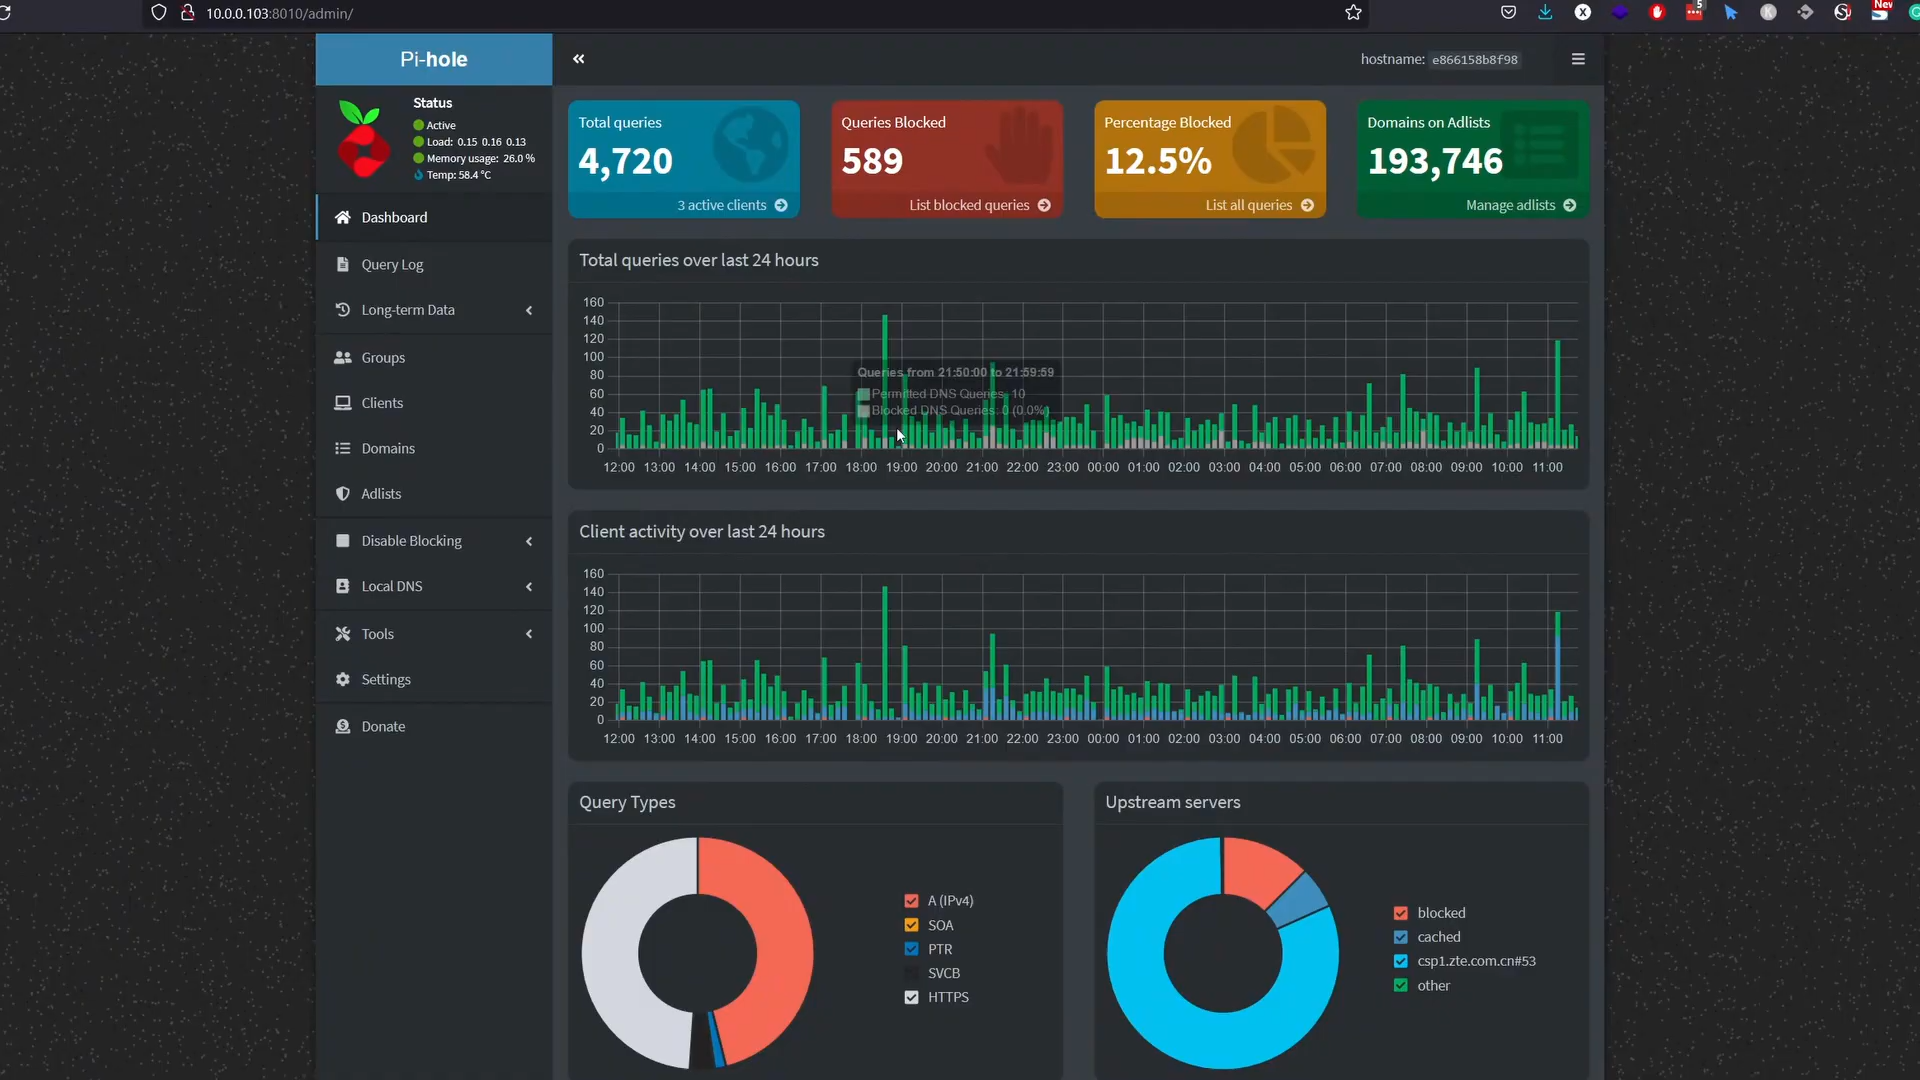 10.0.0.103:8010/admin/
5
New
Pi-hole
hostname: e866158b8f98
Status
Active
Load: 0.15 0.16 0.13
Memory usage: 26.0 %
Temp: 58.4 °C
Total queries
4,720
3 active clients
Queries Blocked
589
List blocked queries
Percentage Blocked
12.5%
List all queries
Domains on Adlists
193,746
Manage adlists
Dashboard
Query Log
Long-term Data
Groups
Clients
Domains
Adlists
Disable Blocking
Local DNS
Tools
Settings
Donate
Total queries over last 24 hours
160
140
120
100
80
60
40
20
0
Queries from 21:50:00 to 21:59:59
Permitted DNS Queries: 10
Blocked DNS Queries: 0 (0.0%)
12:00 13:00 14:00 15:00 16:00 17:00 18:00 19:00 20:00 21:00 22:00 23:00 00:00 01:00 02:00 03:00 04:00 05:00 06:00 07:00 08:00 09:00 10:00 11:00
Client activity over last 24 hours
160
140
120
100
80
60
40
20
0
12:00 13:00 14:00 15:00 16:00 17:00 18:00 19:00 20:00 21:00 22:00 23:00 00:00 01:00 02:00 03:00 04:00 05:00 06:00 07:00 08:00 09:00 10:00 11:00
Query Types
A (IPv4)
SOA
PTR
SVCB
HTTPS
Upstream servers
blocked
cached
csp1.zte.com.cn#53
other